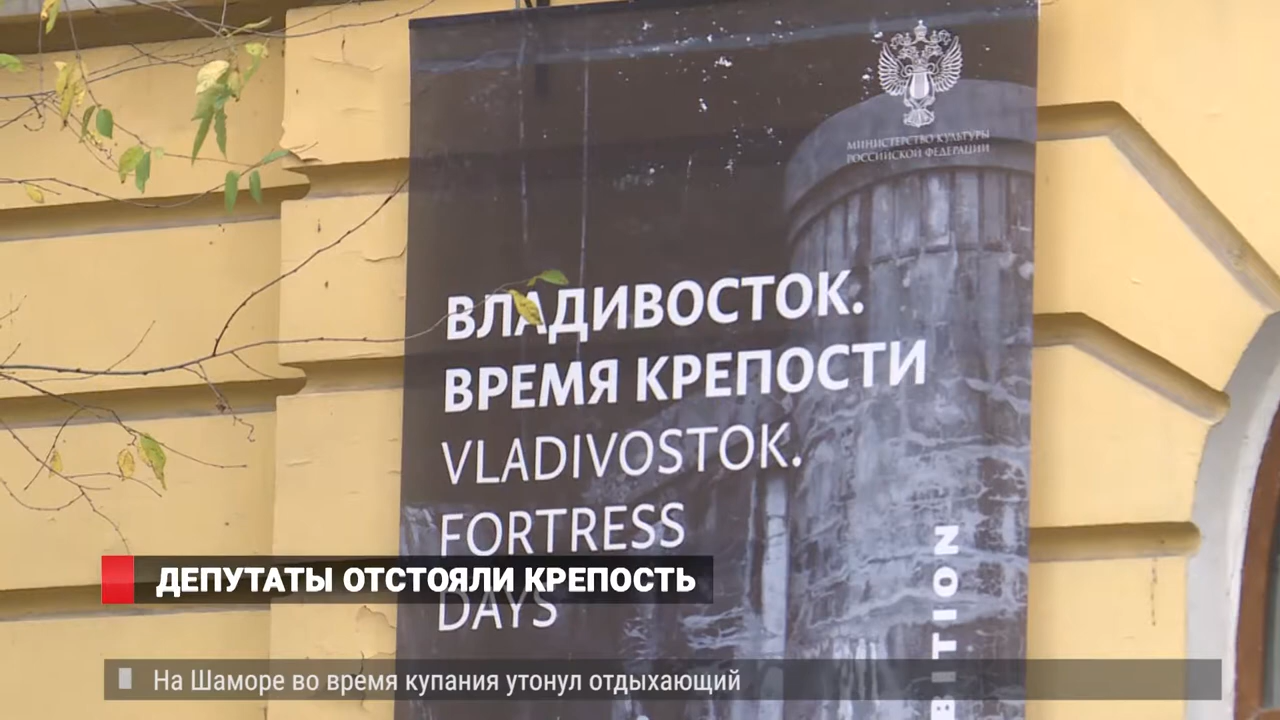 МИНИСТЕРСТВО КУЛЬТУРЫ
РОССИЙСКОЙ ФЕДЕРАЦИИ
ВЛАДИВОСТОК.
ВРЕМЯ КРЕПОСТИ
VLADIVOSTOK.
FORTRESS
DAYS
BITION
ДЕПУТАТЫ ОТСТОЯЛИ КРЕПОСТЬ
На Шаморе во время купания утонул отдыхающий